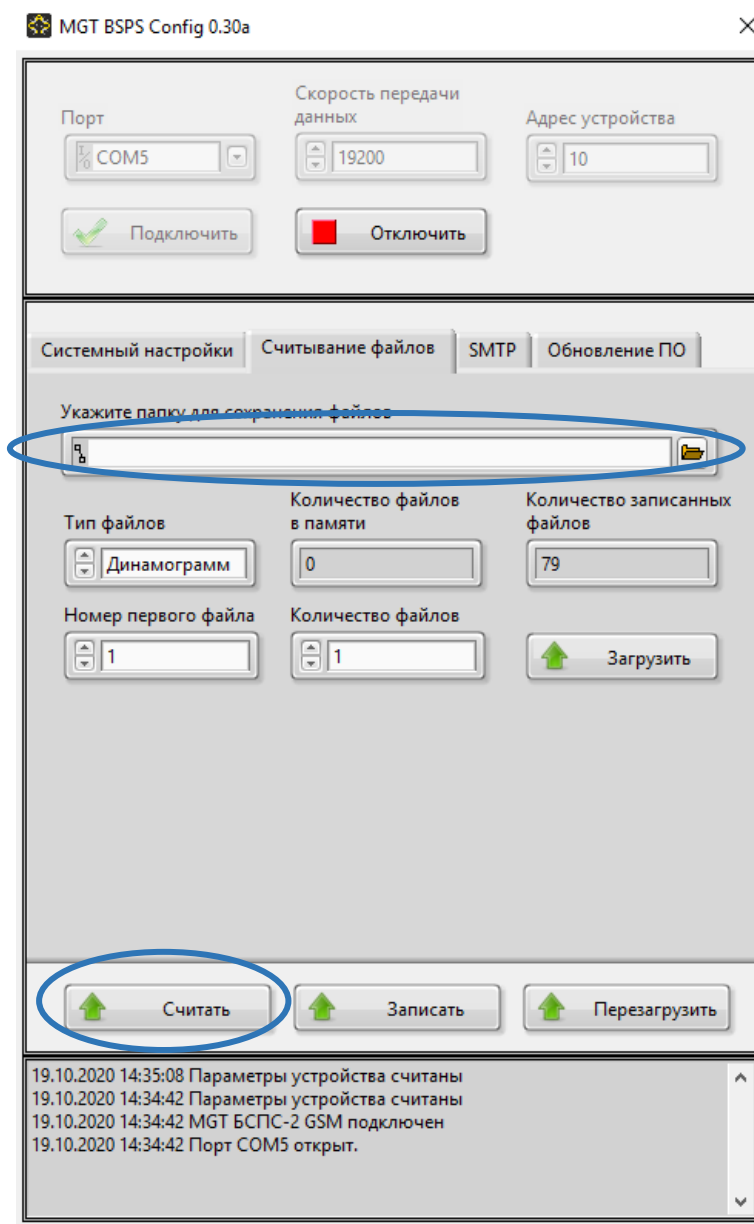 MGT BSPS Config 0.30a
Порт
Скорость передачи
данных
Адрес устройства
COM5
19200
10
Подключить
Отключить
Системный настройки
Считывание файлов
SMTP
Обновление ПО
Укажите папку для сохранения файлов
Тип файлов
Количество файлов
в памяти
Количество записанных
файлов
Динамограмм
0
79
Номер первого файла
Количество файлов
1
1
Загрузить
Считать
Записать
Перезагрузить
19.10.2020 14:35:08 Параметры устройства считаны
19.10.2020 14:34:42 Параметры устройства считаны
19.10.2020 14:34:42 MGT БСПС-2 GSM подключен
19.10.2020 14:34:42 Порт COM5 открыт.